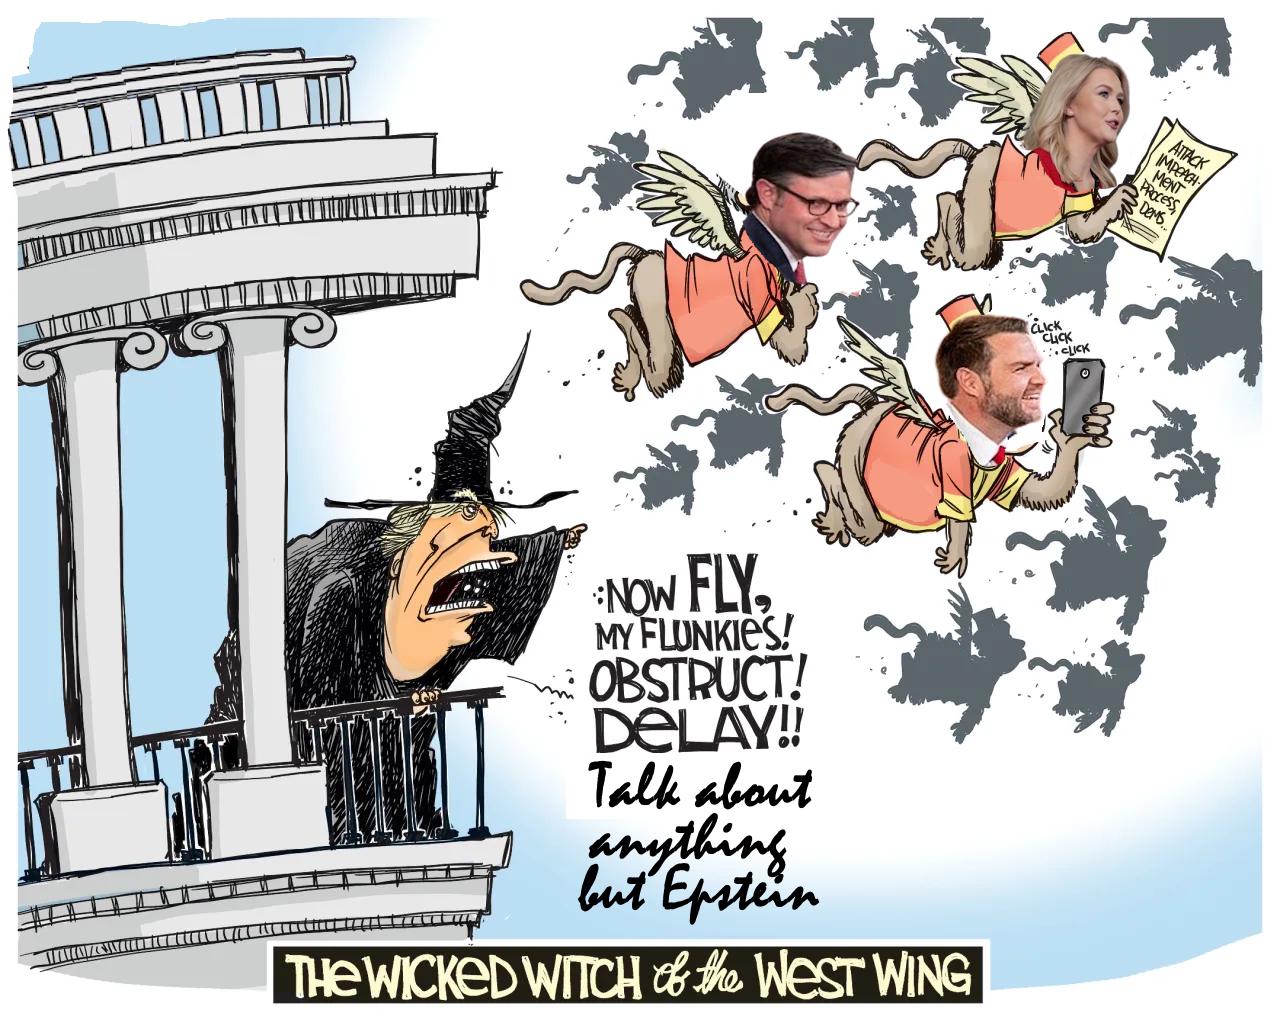 ATTACK
IMPEACH-
MENT
PROCESS,
DEMS...
CLICK
CLICK
CLICK
NOW FLY,
MY FLUNKIES!
OBSTRUCT!
DELAY!!
Talk about
anything
but Epstein
THE WICKED WITCH of the WEST WING